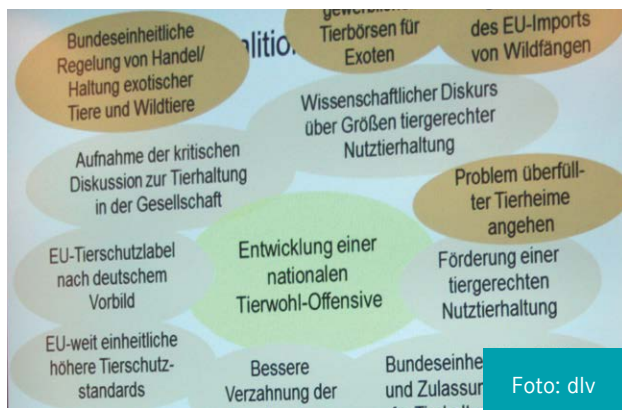 Bundeseinheitliche
Regelung von Handel/
Haltung exotischer
Tiere und Wildtiere
Tierbörsen für
Exoten
des EU-Imports
von Wildfängen
Wissenschaftlicher Diskurs
über Größen tiergerechter
Nutztierhaltung
Aufnahme der kritischen
Diskussion zur Tierhaltung
in der Gesellschaft
Problem überfüll-
ter Tierheime
angehen
EU-Tierschutzlabel
nach deutschem
Vorbild
Entwicklung einer
nationalen
Tierwohl-Offensive
Förderung einer
tiergerechten
Nutztierhaltung
EU-weit einheitliche
höhere Tierschutz-
standards
Bessere
Verzahnung der
und
Foto: dlv